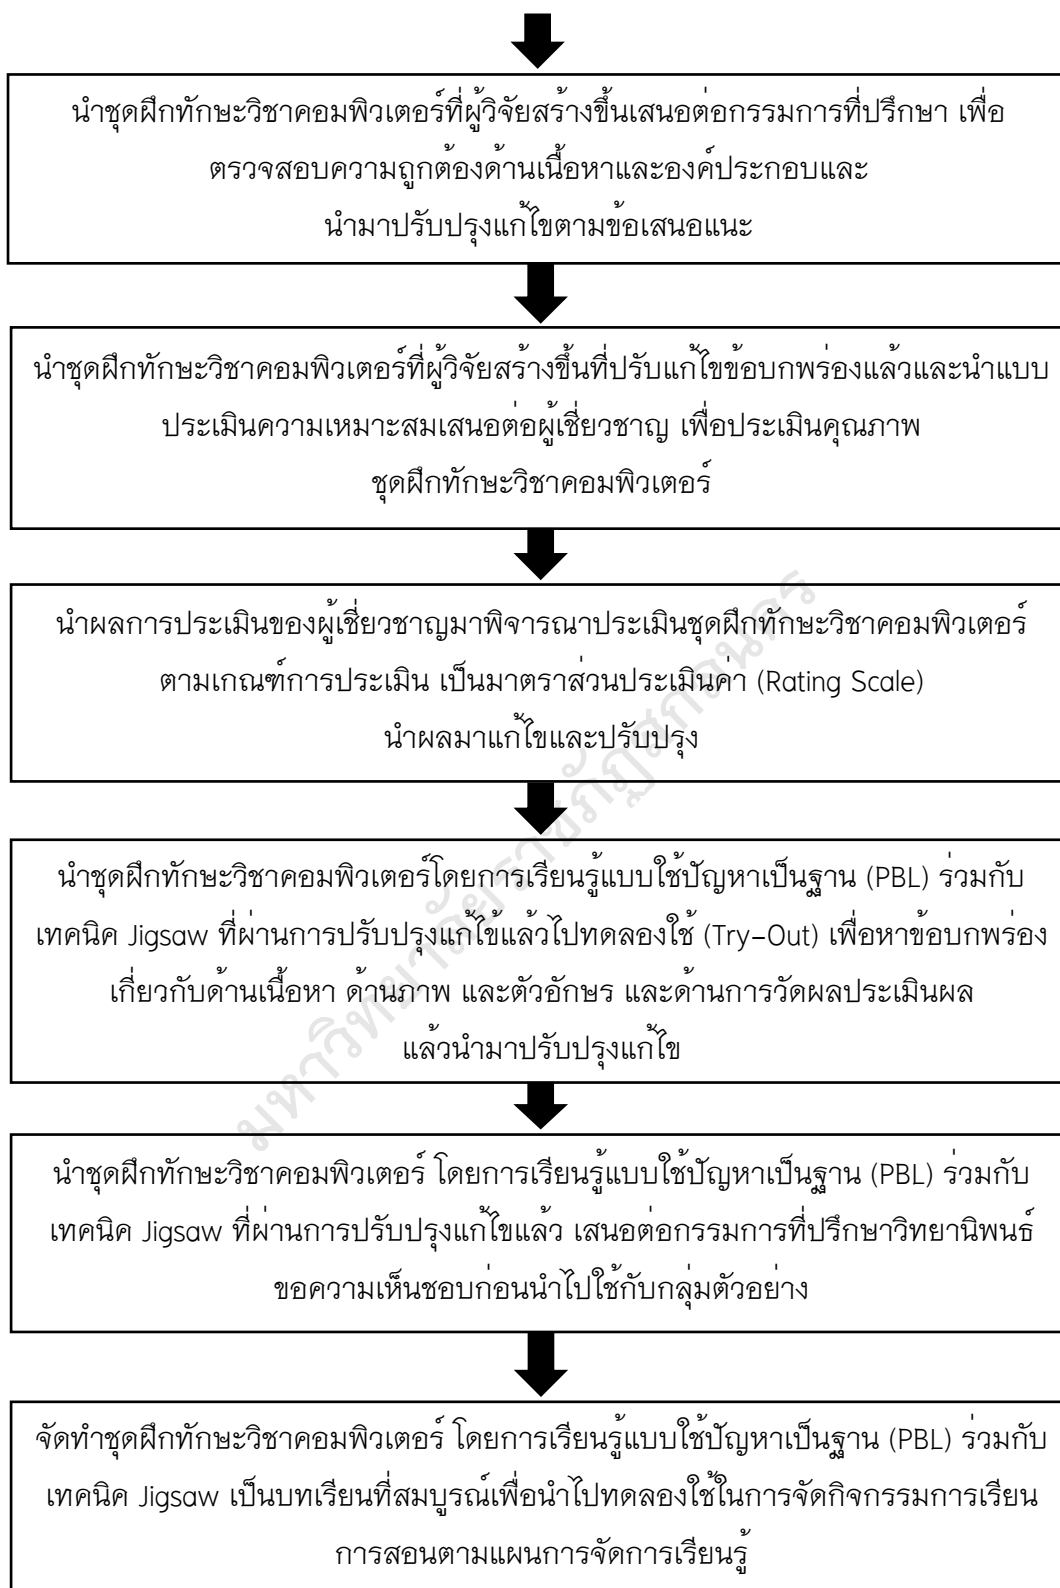 นำชุดฝึกทักษะวิชาคอมพิวเตอร์ที่ผู้วิจัยสร้างขึ้นเสนอต่อกรรมการที่ปรึกษา เพื่อ
ตรวจสอบความถูกต้องด้านเนื้อหาและองค์ประกอบและ
นำมาปรับปรุงแก้ไขตามข้อเสนอแนะ
นำชุดฝึกทักษะวิชาคอมพิวเตอร์ที่ผู้วิจัยสร้างขึ้นที่ปรับแก้ไขข้อบกพร่องแล้วและนำแบบ
ประเมินความเหมาะสมเสนอต่อผู้เชี่ยวชาญ เพื่อประเมินคุณภาพ
ชุดฝึกทักษะวิชาคอมพิวเตอร์
นำผลการประเมินของผู้เชี่ยวชาญมาพิจารณาประเมินชุดฝึกทักษะวิชาคอมพิวเตอร์
ตามเกณฑ์การประเมิน เป็นมาตราส่วนประเมินค่า (Rating Scale)
นำผลมาแก้ไขและปรับปรุง
นำชุดฝึกทักษะวิชาคอมพิวเตอร์โดยการเรียนรู้แบบใช้ปัญหาเป็นฐาน (PBL) ร่วมกับ
เทคนิค Jigsaw ที่ผ่านการปรับปรุงแก้ไข้แล้วไปทดลองใช้ (Try-Out) เพื่อหาข้อบกพร่อง
เกี่ยวกับด้านเนื้อหา ด้านภาพ และตัวอักษร และด้านการวัดผลประเมินผล
แล้วนำมาปรับปรุงแก้ไข
นำชุดฝึกทักษะวิชาคอมพิวเตอร์ โดยการเรียนรู้แบบใช้ปัญหาเป็นฐาน (PBL) ร่วมกับ
เทคนิค Jigsaw ที่ผ่านการปรับปรุงแก้ไขแล้ว เสนอต่อกรรมการที่ปรึกษาวิทยานิพนธ์
ขอความเห็นชอบก่อนนำไปใช้กับกลุ่มตัวอย่าง
จัดทำชุดฝึกทักษะวิชาคอมพิวเตอร์ โดยการเรียนรู้แบบใช้ปัญหาเป็นฐาน (PBL) ร่วมกับ
เทคนิค Jigsaw เป็นบทเรียนที่สมบูรณ์เพื่อนำไปทดลองใช้ในการจัดกิจกรรมการเรียน
การสอนตามแผนการจัดการเรียนรู้
มหาวิทยาลัยราชภัฏสกลนคร